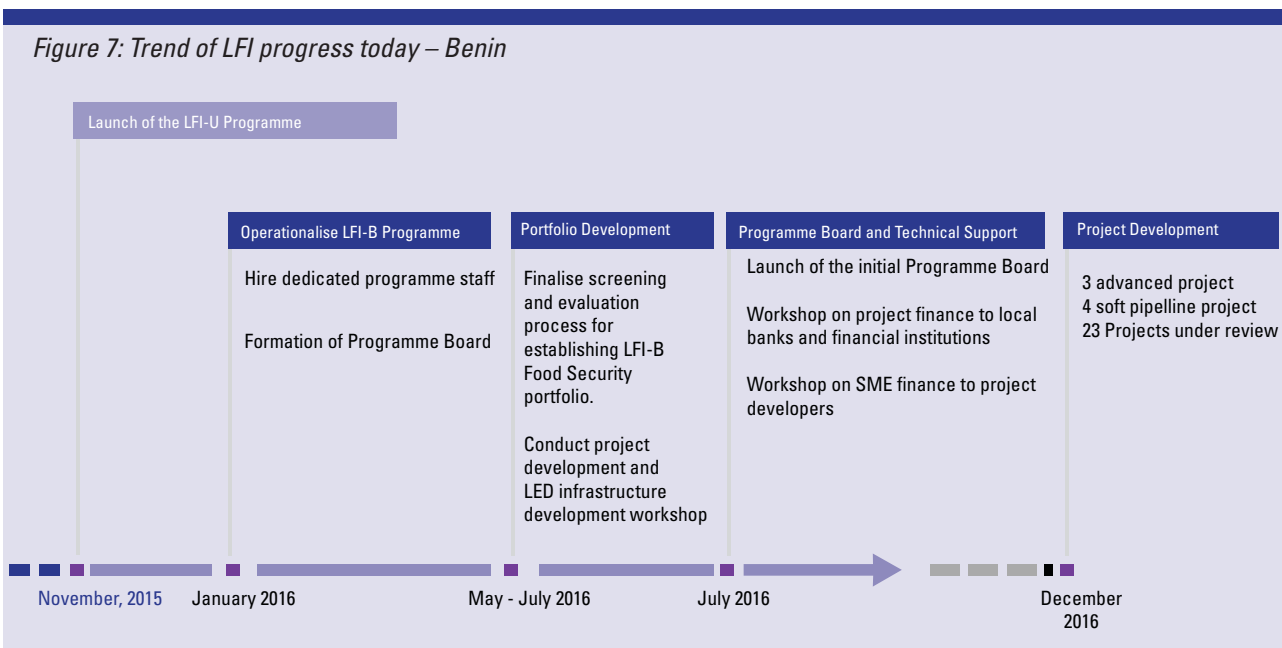 Figure 7: Trend of LFI progress today – Benin
Launch of the LFI-U Programme
Operationalise LFI-B Programme
Hire dedicated programme staff
Formation of Programme Board
Portfolio Development
Finalise screening
and evaluation
process for
establishing LFI-B
Food Security
portfolio.
Conduct project
development and
LED infrastructure
development workshop
Programme Board and Technical Support
Launch of the initial Programme Board
Workshop on project finance to local
banks and financial institutions
Workshop on SME finance to project
developers
Project Development
3 advanced project
4 soft pipelline project
23 Projects under review
November, 2015
January 2016
May - July 2016
July 2016
December
2016